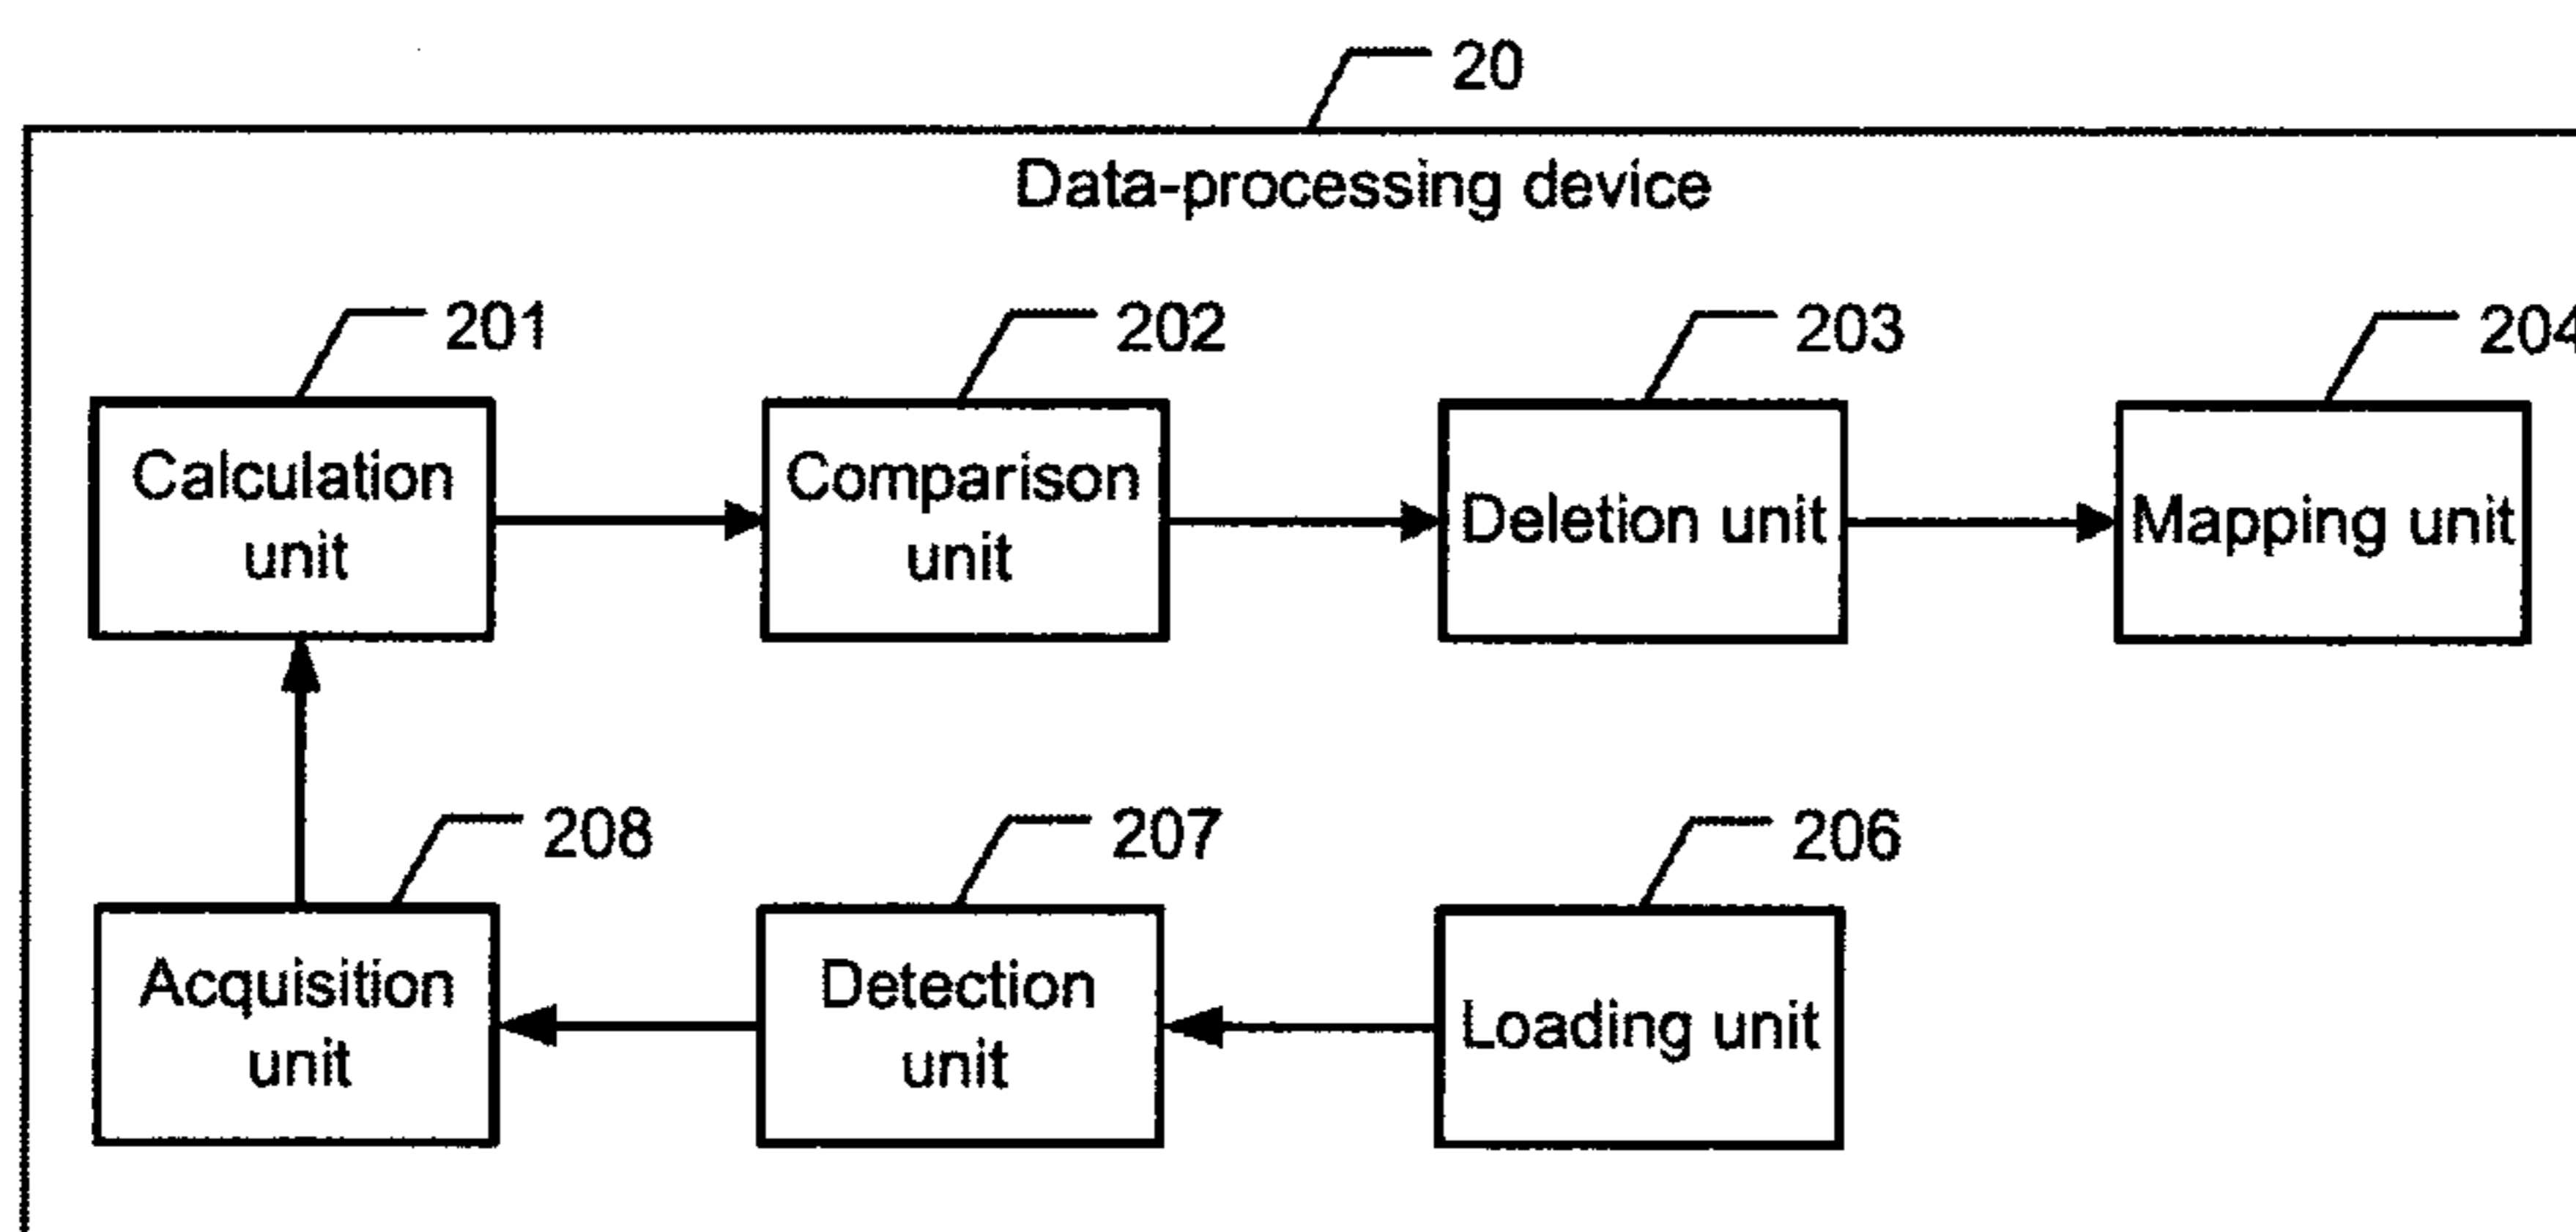 20
Data-processing device
201
202
203
204
Calculation
unit
Comparison
unit
Deletion unit
Mapping unit
208
207
206
Acquisition
unit
Detection
unit
Loading unit